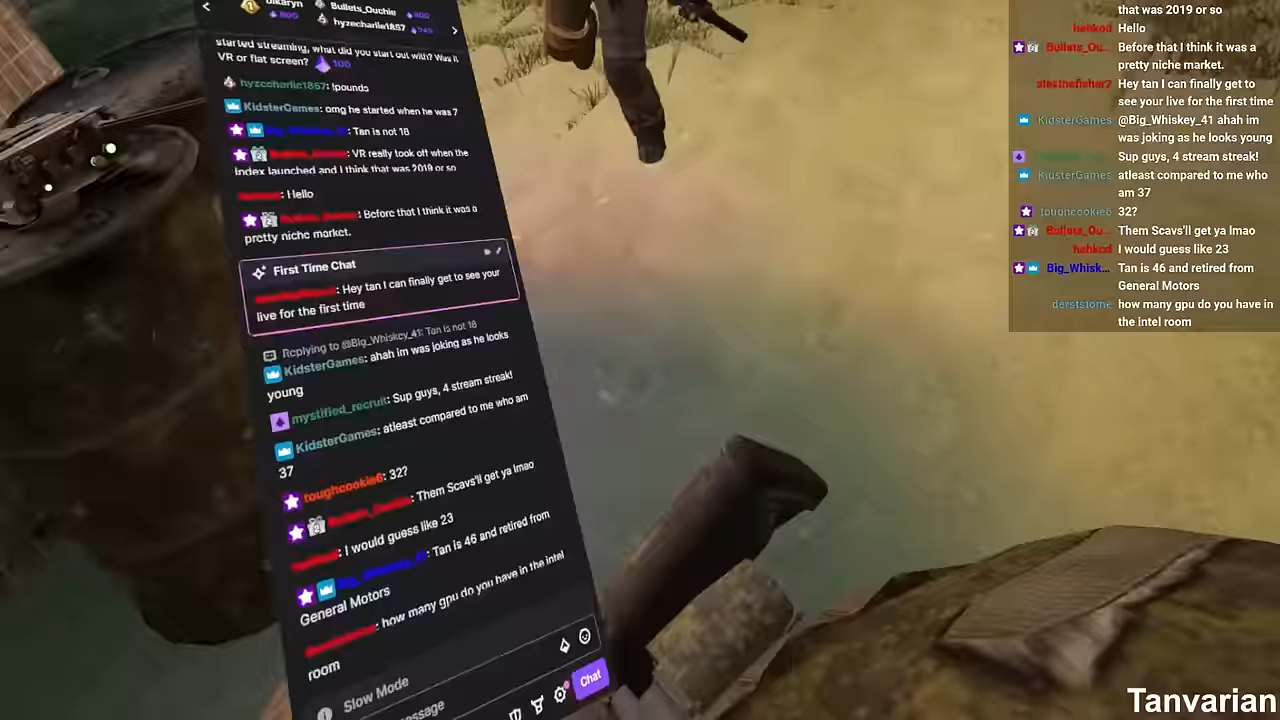 Bullets_Ouchie 400
hyzecharlie1857
started streaming, what did you start out with? Was it
VR or flat screen? 100
hyzecharlie1857: !pounds
KidsterGames: omg he started when he was 7
: Tan is not 18
: VR really took off when the
Index launched and I think that was 2019 or so
: Hello
: Before that I think it was a
pretty niche market.
First Time Chat
: Hey tan I can finally get to see your
live for the first time
Replying to @Big_Whiskey_41: Tan is not 18
KidsterGames: ahah im was joking as he looks
young
mystified_recruit: Sup guys, 4 stream streak!
KidsterGames: atleast compared to me who am
37
toughcookie6: 32?
: Them Scavs'll get ya lmao
: I would guess like 23
Big_Whiskey_41: Tan is 46 and retired from
General Motors
: how many gpu do you have in the intel
room
Slow Mode
Chat
that was 2019 or so
hehkod Hello
Bullets_Ou... Before that I think it was a
pretty niche market.
Hey tan I can finally get to
see your live for the first time
KidsterGames @Big_Whiskey_41 ahah im
was joking as he looks young
Sup guys, 4 stream streak!
KidsterGames atleast compared to me who
am 37
toughcookie6 32?
Bullets_Ou... Them Scavs'll get ya lmao
hehkod I would guess like 23
Big_Whisk... Tan is 46 and retired from
General Motors
derststome how many gpu do you have in
the intel room
Tanvarian